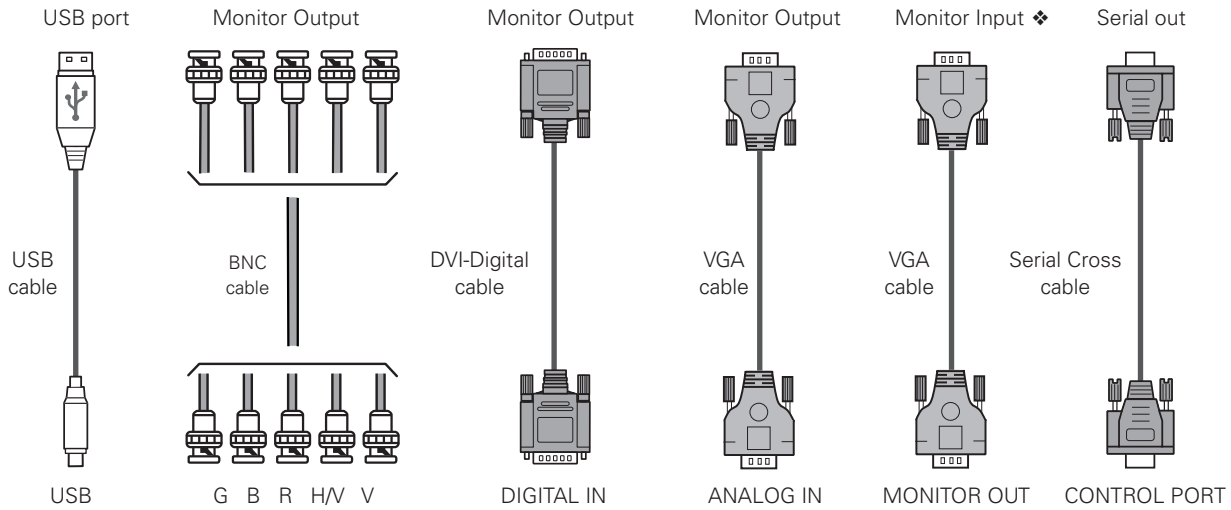 USB port
Monitor Output
Monitor Output
Monitor Output
Monitor Input ❖
Serial out
USB
cable
BNC
cable
DVI-Digital
cable
VGA
cable
VGA
cable
Serial Cross
cable
USB
G B R H/V V
DIGITAL IN
ANALOG IN
MONITOR OUT
CONTROL PORT